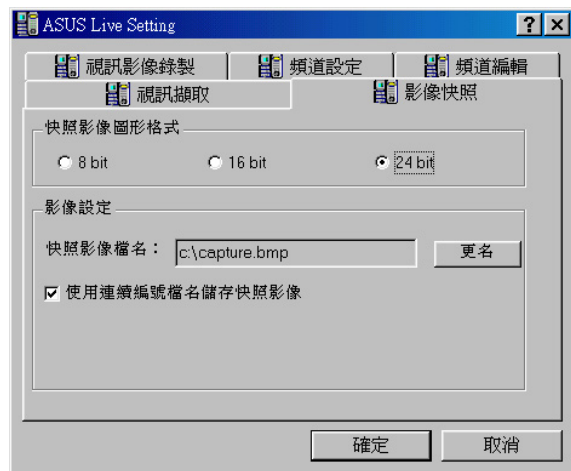 ASUS Live Setting
視訊影像錄製 頻道設定 頻道編輯
視訊擷取 影像快照
快照影像圖形格式
8 bit 16 bit 24 bit
影像設定
快照影像檔名： c:\capture.bmp 更名
使用連續編號檔名儲存快照影像
確定 取消